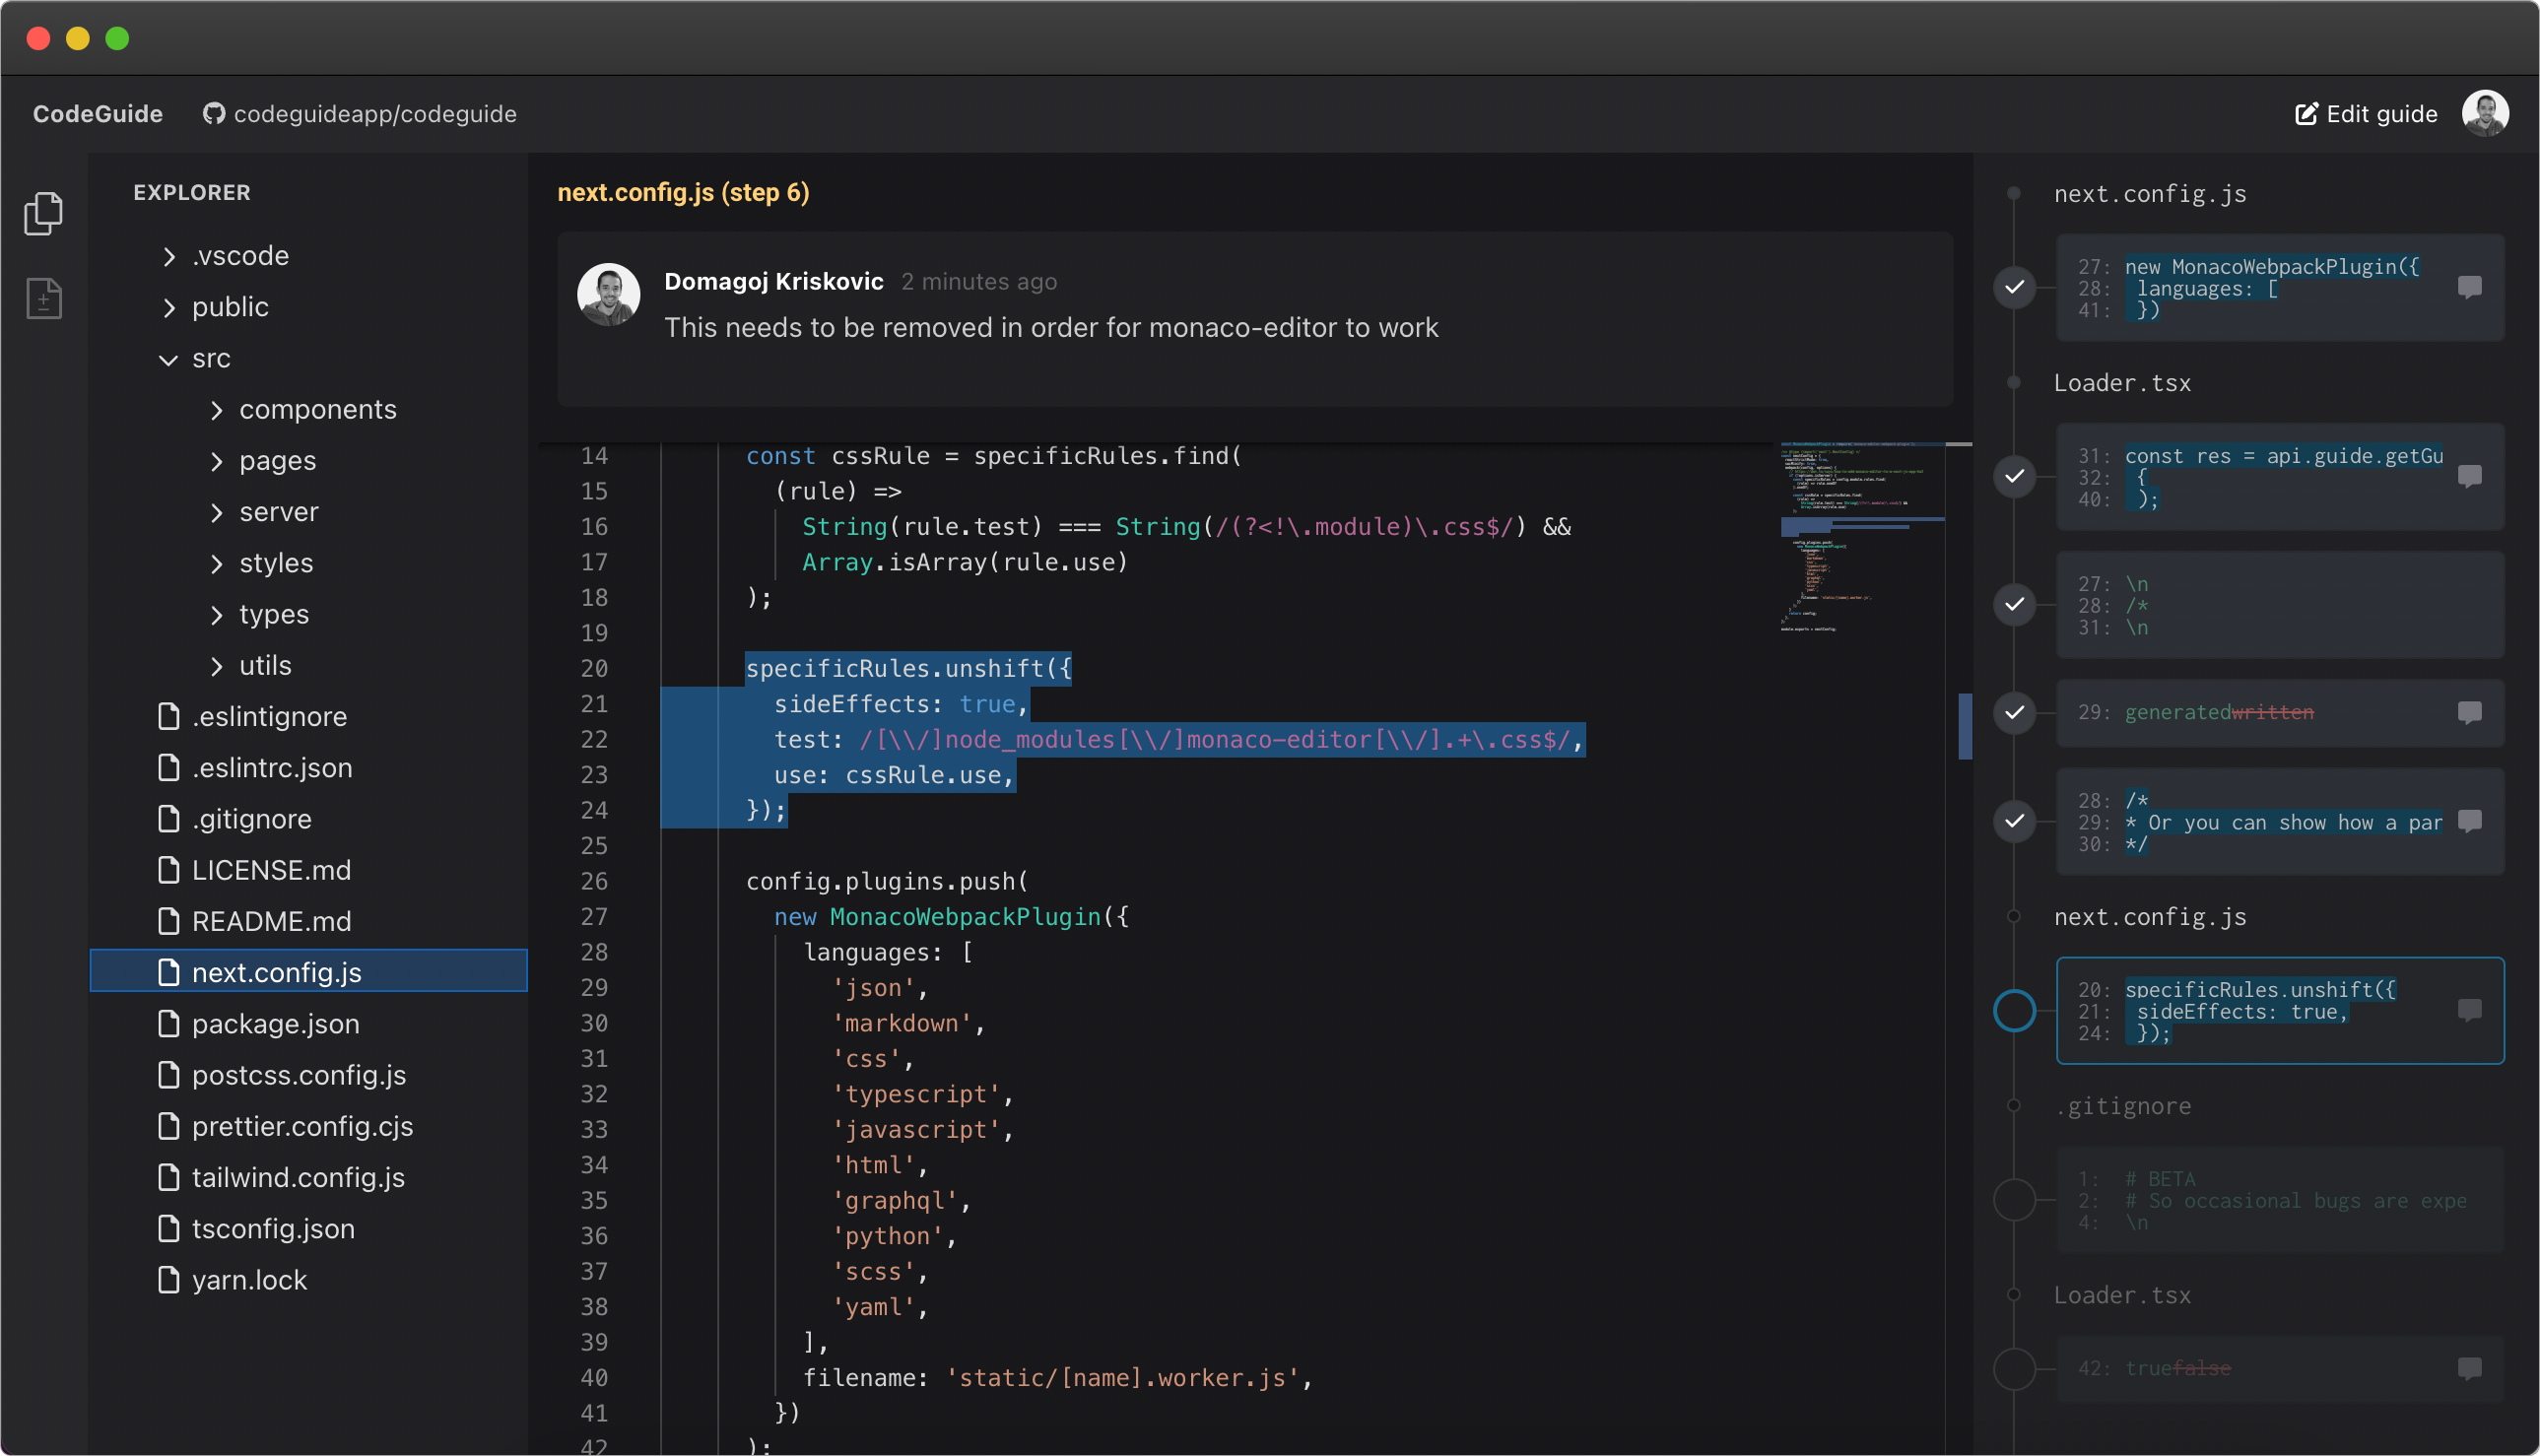 CodeGuide
codeguideapp/codeguide
Edit guide
EXPLORER
.vscode
public
src
components
pages
server
styles
types
utils
.eslintignore
.eslintrc.json
.gitignore
LICENSE.md
README.md
next.config.js
package.json
postcss.config.js
prettier.config.cjs
tailwind.config.js
tsconfig.json
yarn.lock
next.config.js (step 6)
Domagoj Kriskovic 2 minutes ago
This needs to be removed in order for monaco-editor to work
14 const cssRule = specificRules.find(
15 (rule) =>
16 String(rule.test) === String(/(?<!\.module)\.css$/) &&
17 Array.isArray(rule.use)
18 );
19
20 specificRules.unshift({
21 sideEffects: true,
22 test: /[\\/]node_modules[\\/]monaco-editor[\\/].+\.css$/,
23 use: cssRule.use,
24 });
25
26 config.plugins.push(
27 new MonacoWebpackPlugin({
28 languages: [
29 'json',
30 'markdown',
31 'css',
32 'typescript',
33 'javascript',
34 'html',
35 'graphql',
36 'python',
37 'scss',
38 'yaml',
39 ],
40 filename: 'static/[name].worker.js',
41 })
42 );
next.config.js
27: new MonacoWebpackPlugin({
28: languages: [
41: })
Loader.tsx
31: const res = api.guide.getGu
32: {
40: );
27: \n
28: /*
31: \n
29: generatedwritten
28: /*
29: * Or you can show how a par
30: */
next.config.js
20: specificRules.unshift({
21: sideEffects: true,
24: });
.gitignore
1: # BETA
2: # So occasional bugs are expe
4: \n
Loader.tsx
42: truefalse